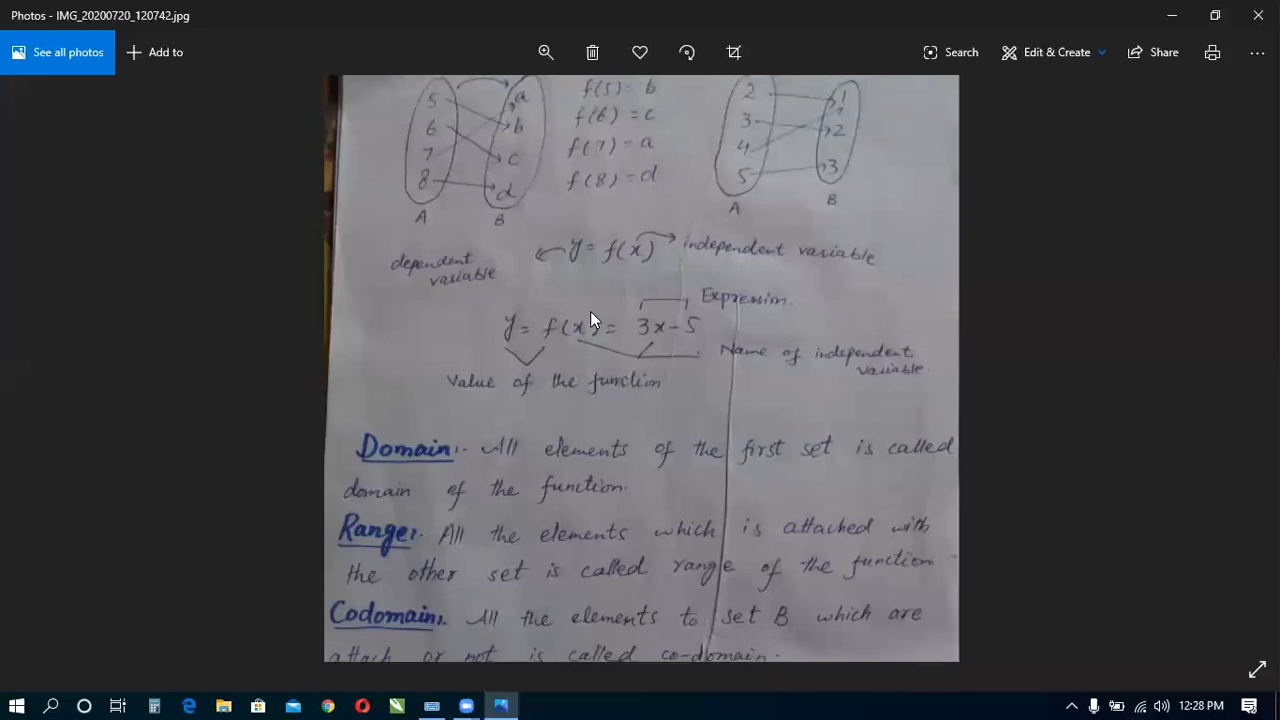 Photos - IMG_20200720_120742.jpg
See all photos
Add to
Search
Edit & Create
Share
5
6
7
8
A
a
b
c
d
B
f(5) = b
f(6) = c
f(7) = a
f(8) = d
2
3
4
5
A
1
2
3
B
dependent variable
y = f(x)
independent variable
Expression
y = f(x) = 3x-5
Name of independent variable.
Value of the function
Domain:- All elements of the first set is called
domain of the function.
Range:- All the elements which is attached with
the other set is called range of the function
Codomain:- All the elements to set B which are
attach or not is called co-domain.
12:28 PM